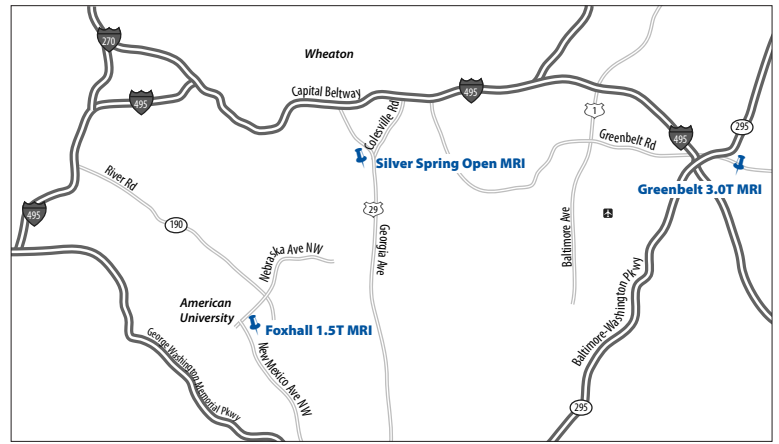 270
Wheaton
Capital Beltway
495
495
Colesville Rd
1
Greenbelt Rd
495
295
Silver Spring Open MRI
Greenbelt 3.0T MRI
River Rd
190
495
29
Georgia Ave
Baltimore Ave
Nebraska Ave NW
American
University
Foxhall 1.5T MRI
New Mexico Ave NW
George Washington
Memorial Pkwy
Baltimore-Washington Pkwy
295